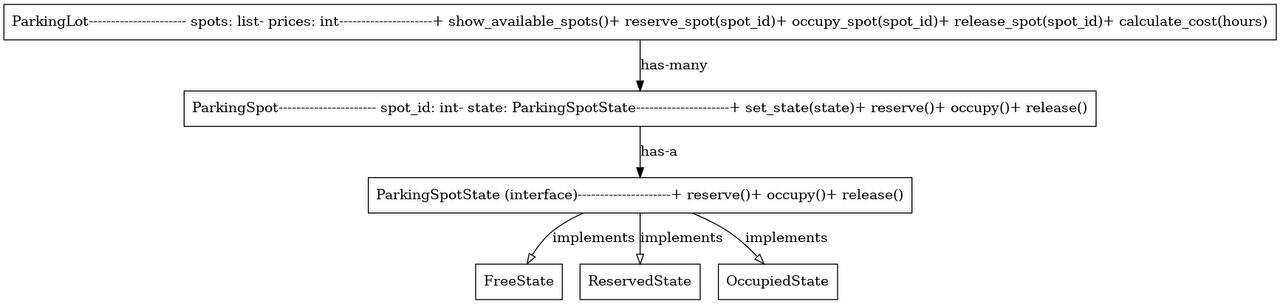 ParkingLot---------------------- spots: list- prices: int---------------------+ show_available_spots()+ reserve_spot(spot_id)+ occupy_spot(spot_id)+ release_spot(spot_id)+ calculate_cost(hours)
has-many
ParkingSpot---------------------- spot_id: int- state: ParkingSpotState---------------------+ set_state(state)+ reserve()+ occupy()+ release()
has-a
ParkingSpotState (interface)---------------------+ reserve()+ occupy()+ release()
implements implements implements
FreeState ReservedState OccupiedState